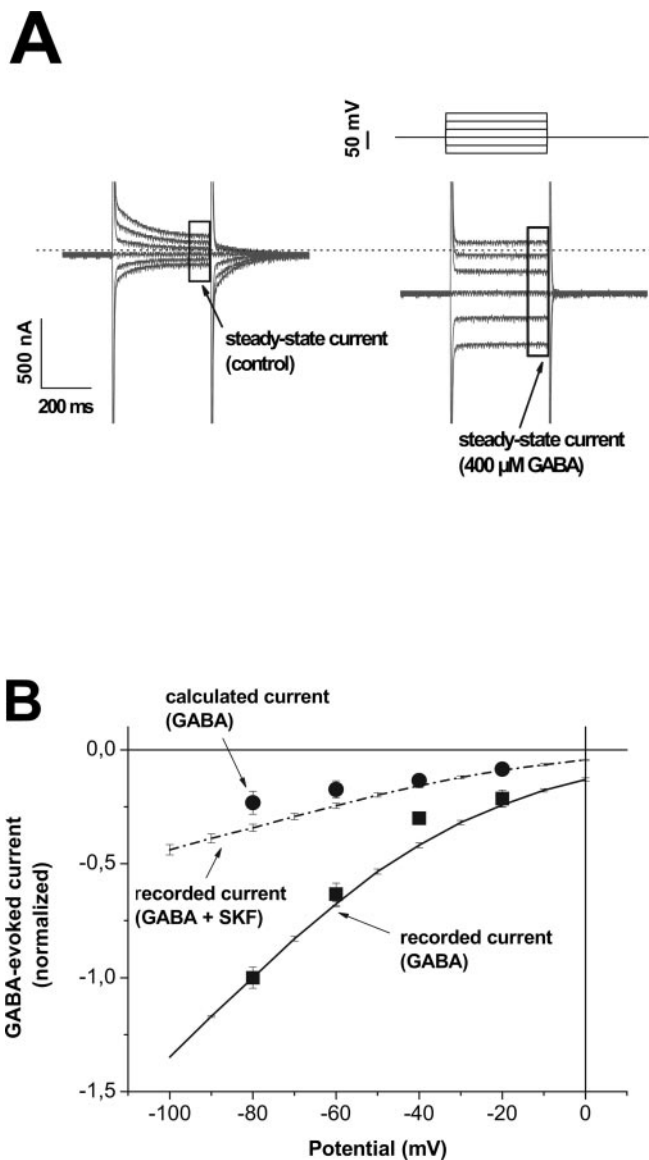 A
50 mV
steady-state current
(control)
500 nA
200 ms
steady-state current
(400 µM GABA)
B
calculated current
(GABA)
recorded current
(GABA + SKF)
recorded current
(GABA)
GABA-evoked current
(normalized)
0,0
-0,5
-1,0
-1,5
-100
-80
-60
-40
-20
0
Potential (mV)